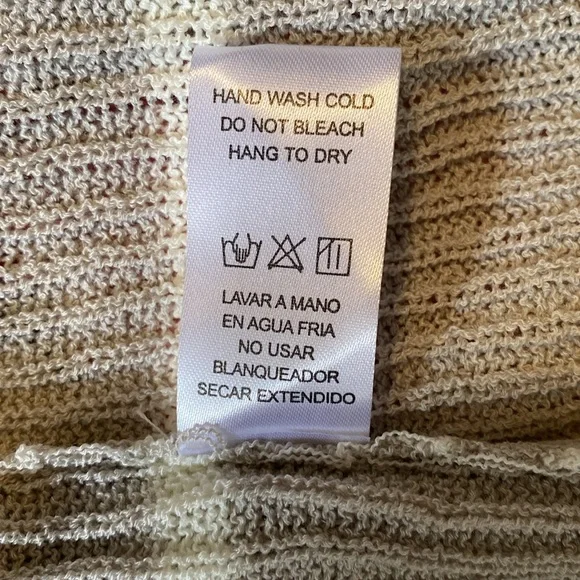 HAND WASH COLD
DO NOT BLEACH
HANG TO DRY
LAVAR A MANO
EN AGUA FRIA
NO USAR
BLANQUEADOR
SECAR EXTENDIDO